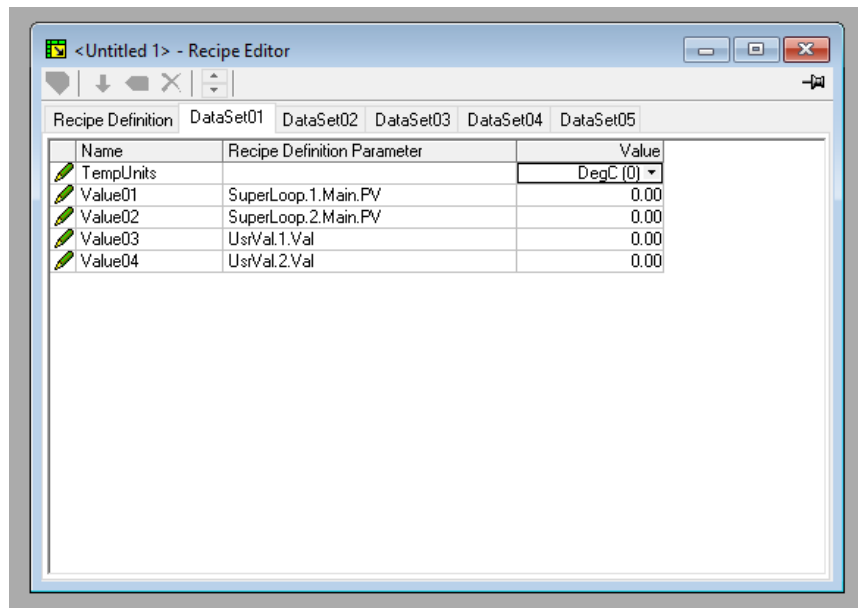 <Untitled 1> - Recipe Editor
Recipe Definition DataSet01 DataSet02 DataSet03 DataSet04 DataSet05
Name Recipe Definition Parameter Value
TempUnits DegC (0)
Value01 SuperLoop.1.Main.PV 0.00
Value02 SuperLoop.2.Main.PV 0.00
Value03 UsrVal.1.Val 0.00
Value04 UsrVal.2.Val 0.00